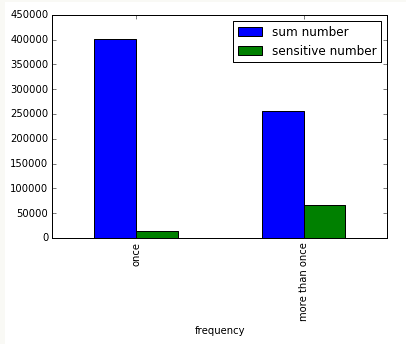 450000
400000
350000
300000
250000
200000
150000
100000
50000
0
sum number
sensitive number
once
more than once
frequency